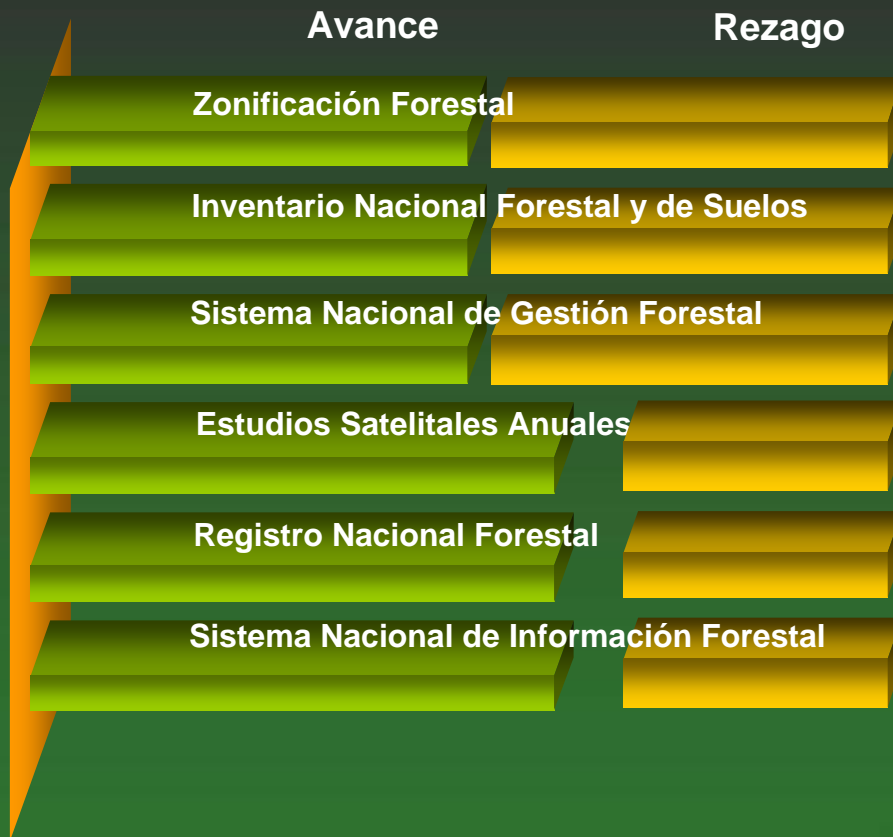 Avance Rezago
Zonificación Forestal
Inventario Nacional Forestal y de Suelos
Sistema Nacional de Gestión Forestal
Estudios Satelitales Anuales
Registro Nacional Forestal
Sistema Nacional de Información Forestal